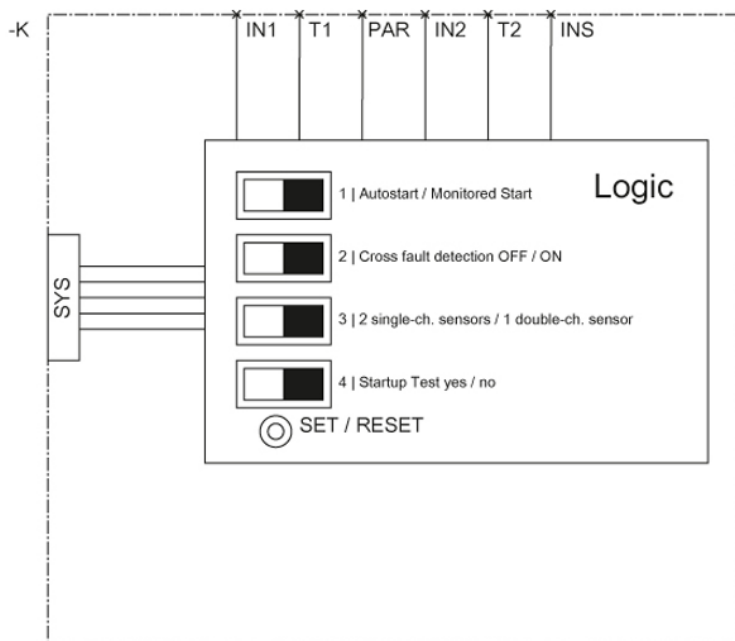 -K
IN1 T1 PAR IN2 T2 INS
Logic
1 | Autostart / Monitored Start
2 | Cross fault detection OFF / ON
SYS
3 | 2 single-ch. sensors / 1 double-ch. sensor
4 | Startup Test yes / no
SET / RESET